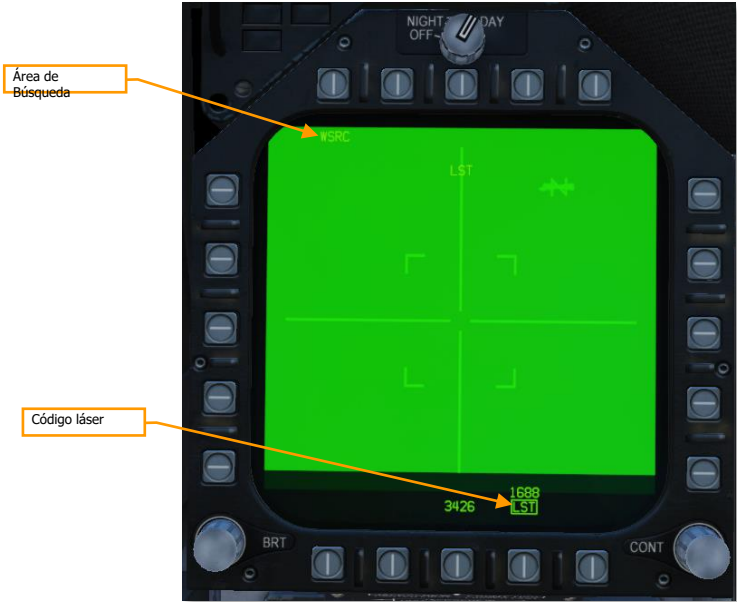 NIGHT DAY
OFF
Área de
Búsqueda
WSRC
LST
Código láser
1688
3426 LST
BRT
CONT